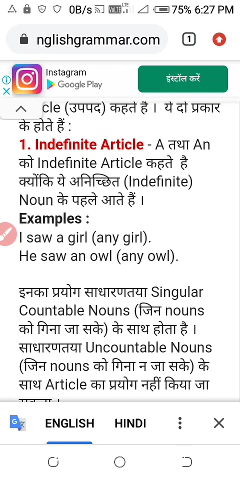 0B/s VoLTE 75% 6:27 PM
nglishgrammar.com 1
Instagram
Google Play
इंस्टॉल करें
cle (उपपद) कहते है । ये दो प्रकार
के होते हैं :
1. Indefinite Article - A तथा An
को Indefinite Article कहते है
क्योंकि ये अनिच्छित (Indefinite)
Noun के पहले आते हैं ।
Examples :
I saw a girl (any girl).
He saw an owl (any owl).
इनका प्रयोग साधारणतया Singular
Countable Nouns (जिन nouns
को गिना जा सके) के साथ होता है ।
साधारणतया Uncountable Nouns
(जिन nouns को गिना न जा सके) के
साथ Article का प्रयोग नहीं किया जा
ENGLISH HINDI